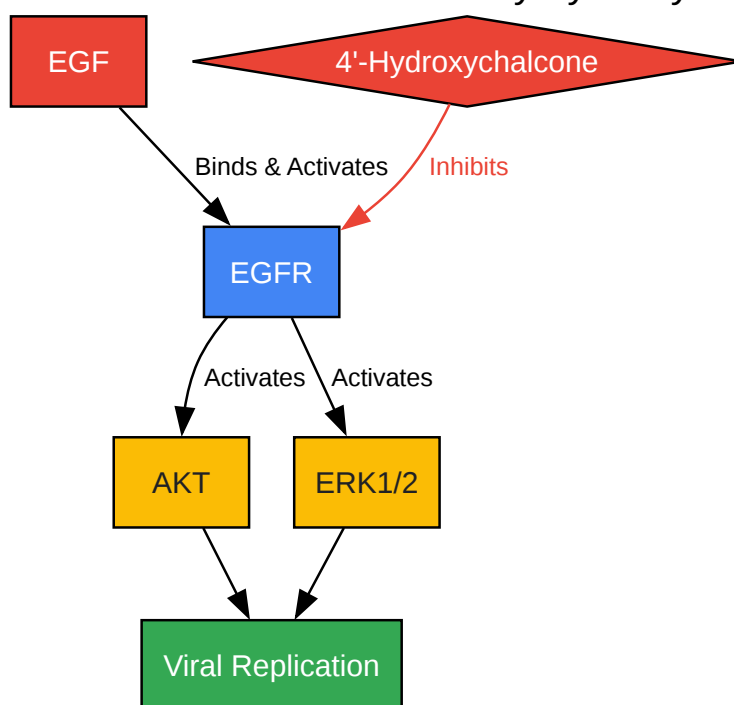 EGF
4'-Hydroxychalcone
Binds & Activates
Inhibits
EGFR
Activates
Activates
AKT
ERK1/2
Viral Replication